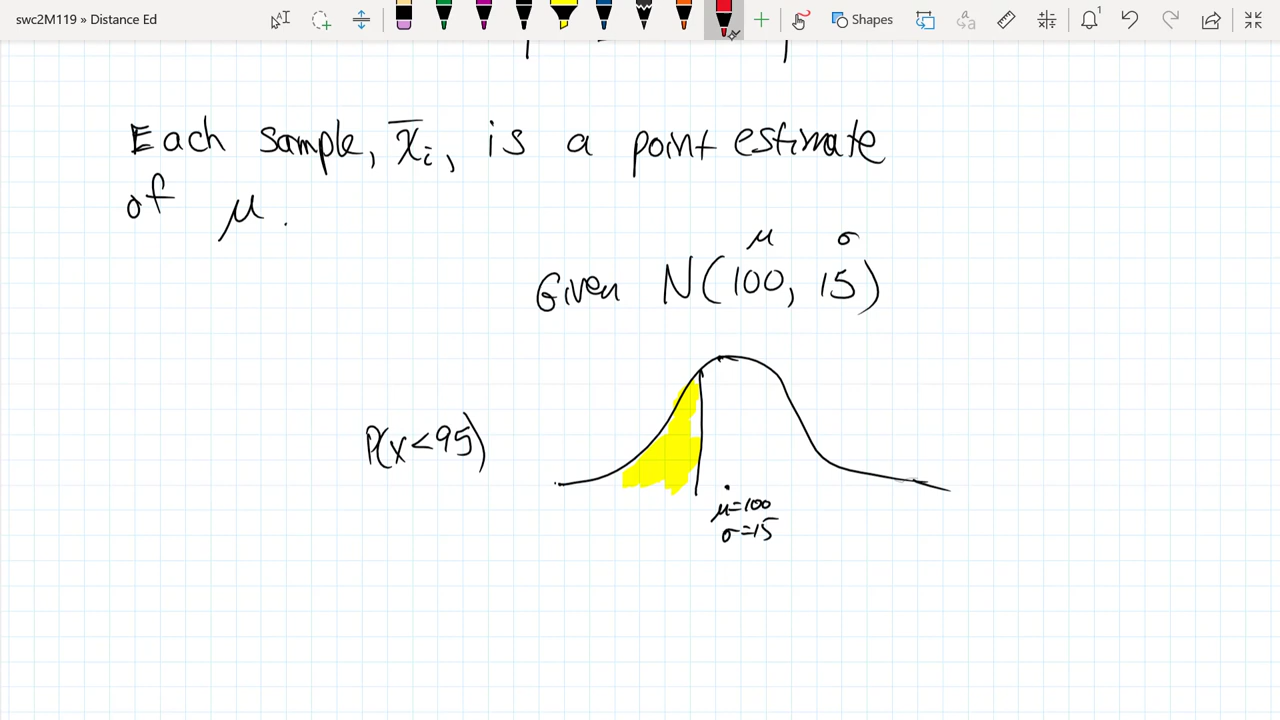 swc2M119 » Distance Ed
Shapes
Each sample, x̄ᵢ, is a point estimate
of μ.
μ σ
Given N(100, 15)
P(x<95)
μ=100
σ=15